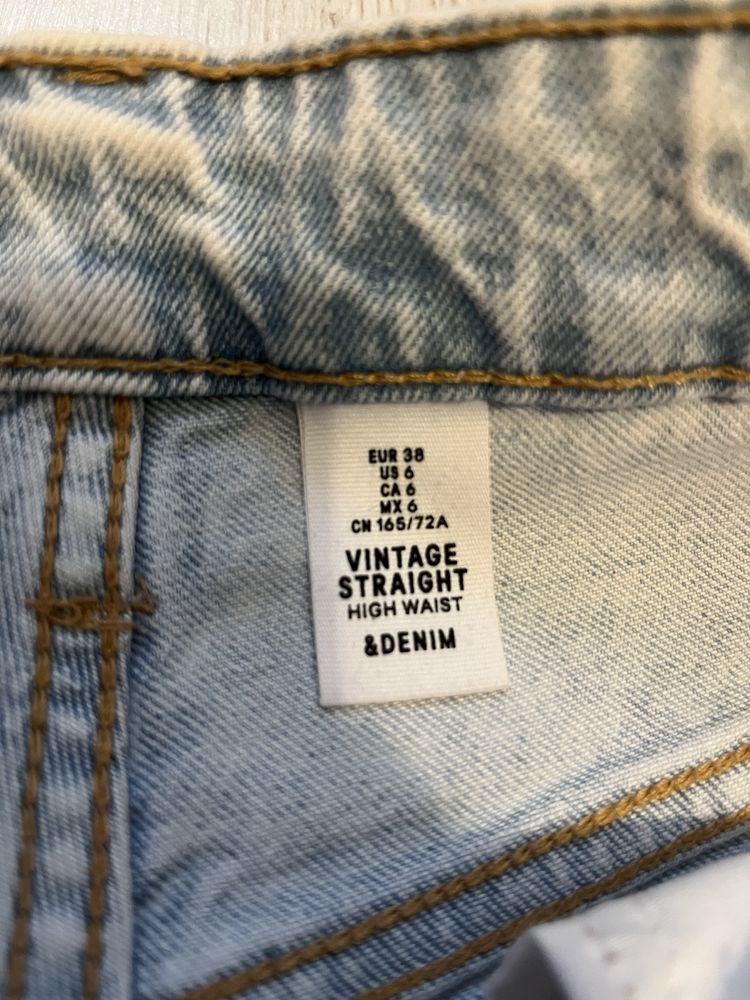 EUR 38
US 6
CA 6
MX 6
CN 165/72A
VINTAGE
STRAIGHT
HIGH WAIST
&DENIM